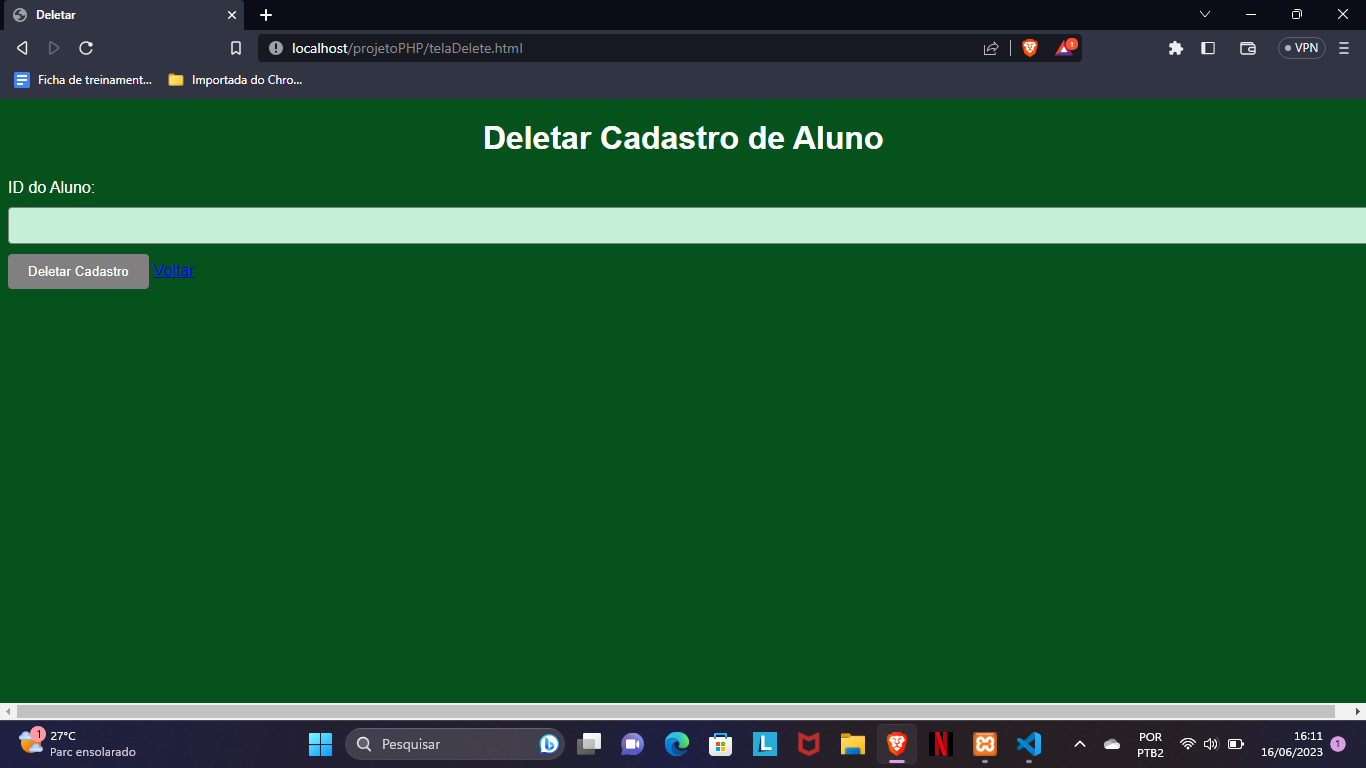 Deletar
localhost/projetoPHP/telaDelete.html
1
VPN
Ficha de treinament...
Importada do Chro...
Deletar Cadastro de Aluno
ID do Aluno:
Deletar Cadastro Voltar
1
27°C
Parc ensolarado
Pesquisar
L
N
POR
PTB2
16:11
16/06/2023
1